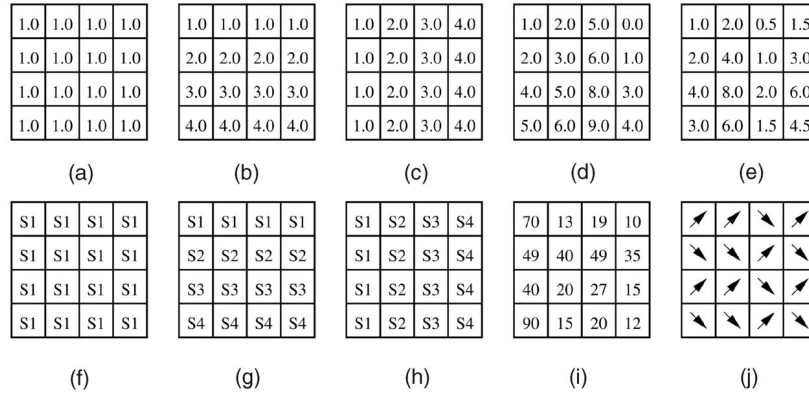 1.0 1.0 1.0 1.0 1.0 1.0 1.0 1.0 1.0 2.0 3.0 4.0 1.0 2.0 5.0 0.0 1.0 2.0 0.5 1.5
1.0 1.0 1.0 1.0 2.0 2.0 2.0 2.0 1.0 2.0 3.0 4.0 2.0 3.0 6.0 1.0 2.0 4.0 1.0 3.0
1.0 1.0 1.0 1.0 3.0 3.0 3.0 3.0 1.0 2.0 3.0 4.0 4.0 5.0 8.0 3.0 4.0 8.0 2.0 6.0
1.0 1.0 1.0 1.0 4.0 4.0 4.0 4.0 1.0 2.0 3.0 4.0 5.0 6.0 9.0 4.0 3.0 6.0 1.5 4.5
(a) (b) (c) (d) (e)
S1 S1 S1 S1 S1 S1 S1 S1 S1 S2 S3 S4 70 13 19 10
S1 S1 S1 S1 S2 S2 S2 S2 S1 S2 S3 S4 49 40 49 35
S1 S1 S1 S1 S3 S3 S3 S3 S1 S2 S3 S4 40 20 27 15
S1 S1 S1 S1 S4 S4 S4 S4 S1 S2 S3 S4 90 15 20 12
(f) (g) (h) (i) (j)